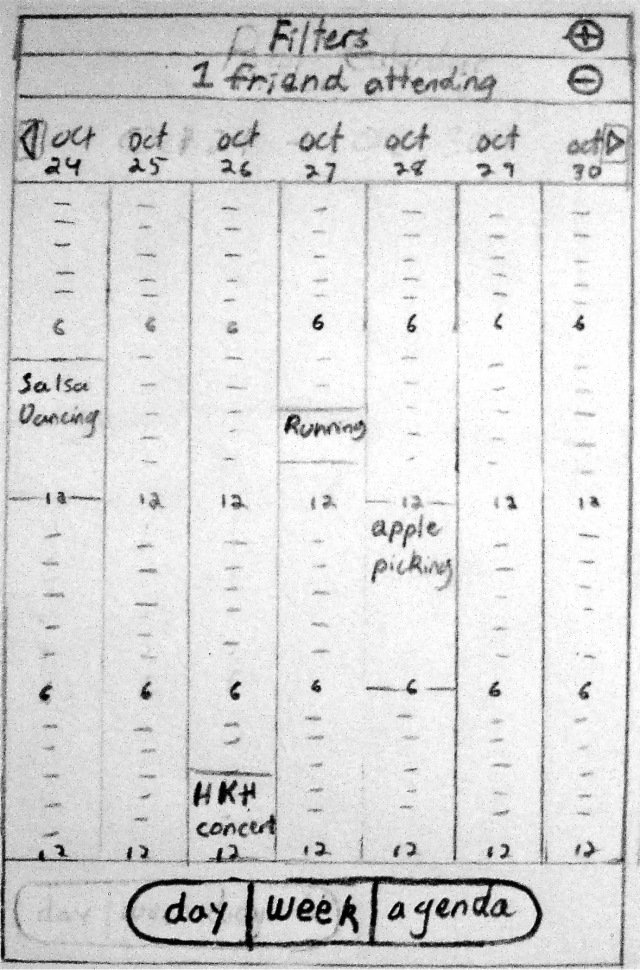 Filters
1 friend attending
oct oct oct oct oct oct oct
24 25 26 27 28 29 30
6 6 6 6 6 6 6
Salsa
Dancing
Running
12 12 12 12 12 12 12
apple
picking
6 6 6 6 6 6 6
HKH
concert
12 12 12 12 12 12 12
day week agenda